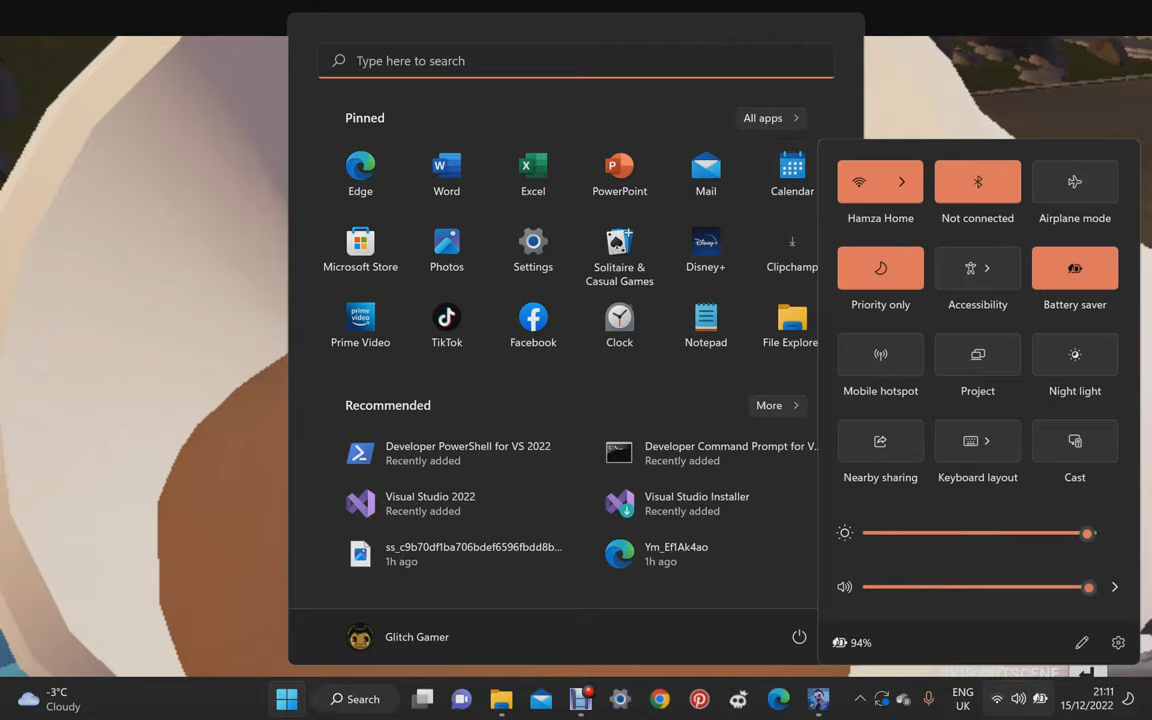 Type here to search
Pinned
All apps
Edge
Word
Excel
PowerPoint
Mail
Calendar
Microsoft Store
Photos
Settings
Solitaire &
Casual Games
Disney+
Clipchamp
Prime Video
TikTok
Facebook
Clock
Notepad
File Explore
Recommended
More
Developer PowerShell for VS 2022
Recently added
Developer Command Prompt for V...
Recently added
Visual Studio 2022
Recently added
Visual Studio Installer
Recently added
ss_c9b70df1ba706bdef6596fbdd8b...
1h ago
Ym_Ef1Ak4ao
1h ago
Glitch Gamer
Hamza Home
Not connected
Airplane mode
Priority only
Accessibility
Battery saver
Mobile hotspot
Project
Night light
Nearby sharing
Keyboard layout
Cast
94%
-3°C
Cloudy
Search
ENG
UK
21:11
15/12/2022